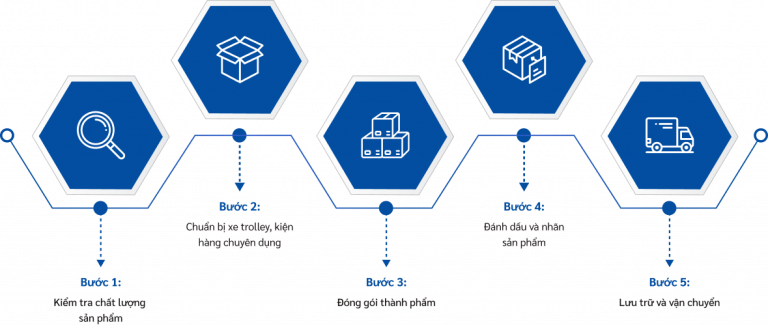 Bước 1:
Kiểm tra chất lượng
sản phẩm
Bước 2:
Chuẩn bị xe trolley, kiện
hàng chuyên dụng
Bước 3:
Đóng gói thành phẩm
Bước 4:
Đánh dấu và nhãn
sản phẩm
Bước 5:
Lưu trữ và vận chuyển